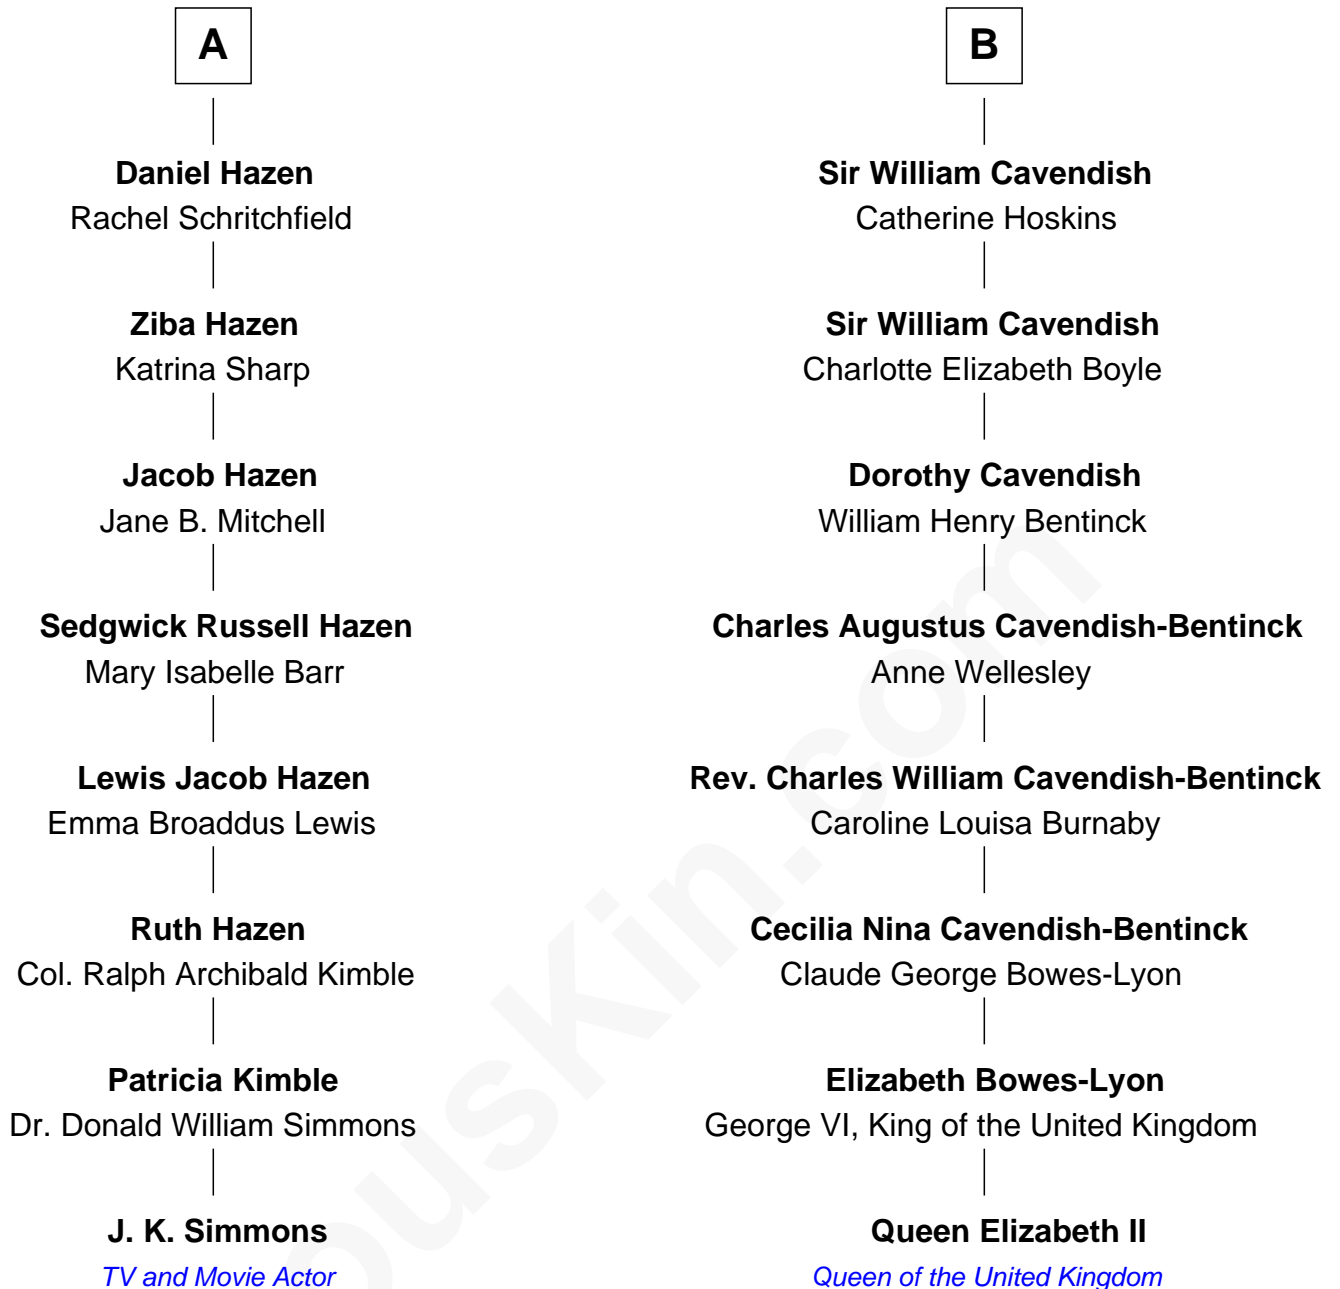 A
Daniel Hazen
Rachel Schritchfield
Ziba Hazen
Katrina Sharp
Jacob Hazen
Jane B. Mitchell
Sedgwick Russell Hazen
Mary Isabelle Barr
Lewis Jacob Hazen
Emma Broaddus Lewis
Ruth Hazen
Col. Ralph Archibald Kimble
Patricia Kimble
Dr. Donald William Simmons
J. K. Simmons
TV and Movie Actor
B
Sir William Cavendish
Catherine Hoskins
Sir William Cavendish
Charlotte Elizabeth Boyle
Dorothy Cavendish
William Henry Bentinck
Charles Augustus Cavendish-Bentinck
Anne Wellesley
Rev. Charles William Cavendish-Bentinck
Caroline Louisa Burnaby
Cecilia Nina Cavendish-Bentinck
Claude George Bowes-Lyon
Elizabeth Bowes-Lyon
George VI, King of the United Kingdom
Queen Elizabeth II
Queen of the United Kingdom
ousKin.com